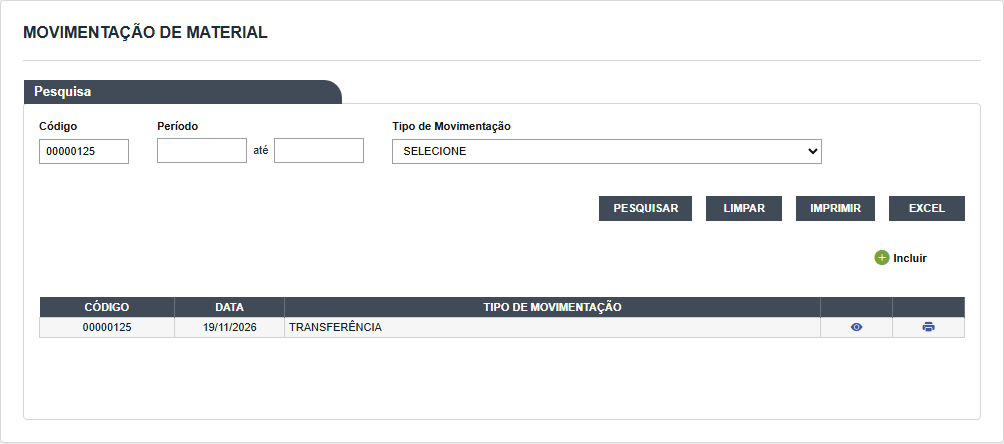 MOVIMENTAÇÃO DE MATERIAL
Pesquisa
Código Período Tipo de Movimentação
00000125 até SELECIONE
PESQUISAR LIMPAR IMPRIMIR EXCEL
Incluir
CÓDIGO DATA TIPO DE MOVIMENTAÇÃO
00000125 19/11/2026 TRANSFERÊNCIA